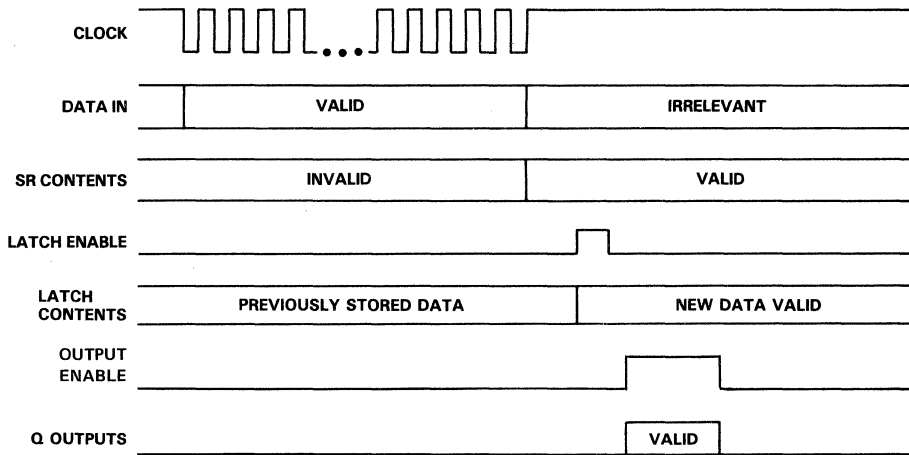 CLOCK
DATA IN
VALID
IRRELEVANT
SR CONTENTS
INVALID
VALID
LATCH ENABLE
LATCH
CONTENTS
PREVIOUSLY STORED DATA
NEW DATA VALID
OUTPUT
ENABLE
Q OUTPUTS
VALID